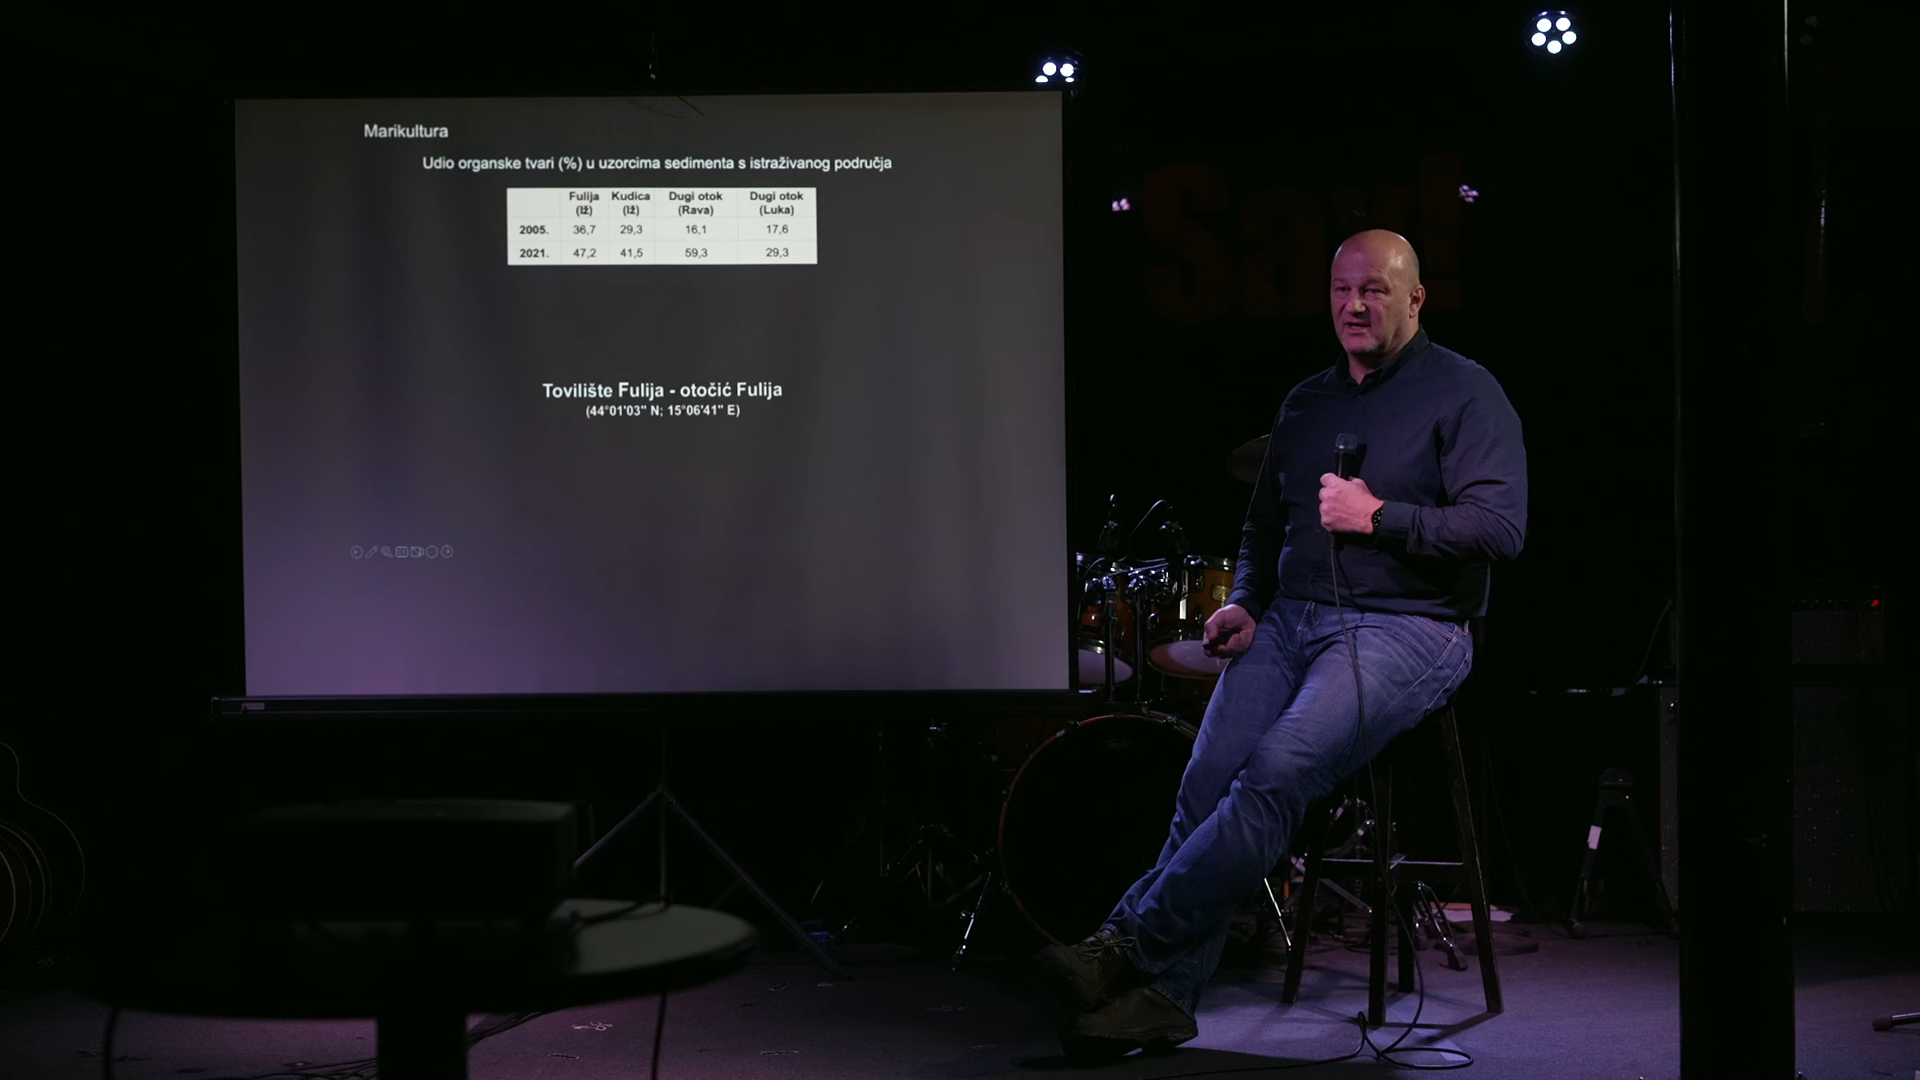 Marikultura
Udio organske tvari (%) u uzorcima sedimenta s istraživanog područja
Fulija (Iž) Kudica (Iž) Dugi otok (Rava) Dugi otok (Luka)
2005. 36,7 29,3 16,1 17,6
2021. 47,2 41,5 59,3 29,3
Tovilište Fulija - otočić Fulija
(44°01'03" N; 15°06'41" E)
Sax!